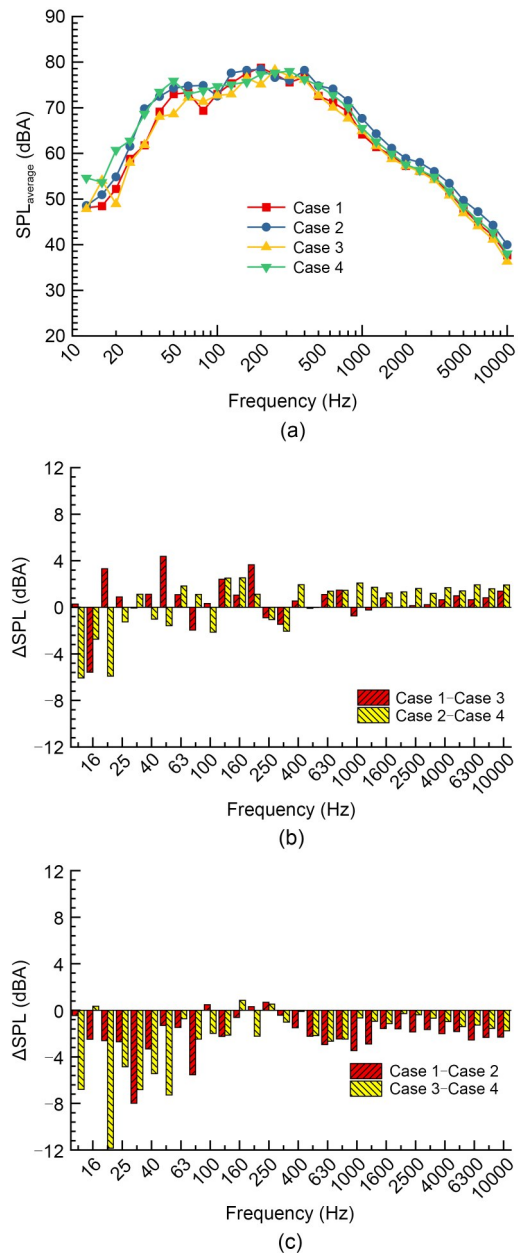 90
80
70
60
50
40
30
20
SPLaverage (dBA)
Case 1
Case 2
Case 3
Case 4
10 20 50 100 200 500 1000 2000 5000 10000
Frequency (Hz)
(a)
12
8
4
0
−4
−8
−12
ΔSPL (dBA)
Case 1−Case 3
Case 2−Case 4
16 25 40 63 100 160 250 400 630 1000 1600 2500 4000 6300 10000
Frequency (Hz)
(b)
12
8
4
0
−4
−8
−12
ΔSPL (dBA)
Case 1−Case 2
Case 3−Case 4
16 25 40 63 100 160 250 400 630 1000 1600 2500 4000 6300 10000
Frequency (Hz)
(c)